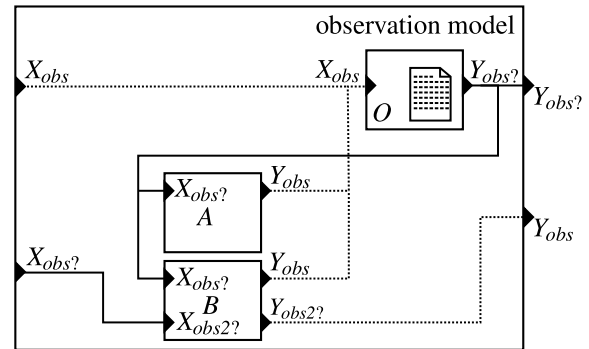 observation model
X_obs X_obs Y_obs?
O
Y_obs?
X_obs? Y_obs
A
Y_obs
X_obs? X_obs? Y_obs
B
X_obs2? Y_obs2?